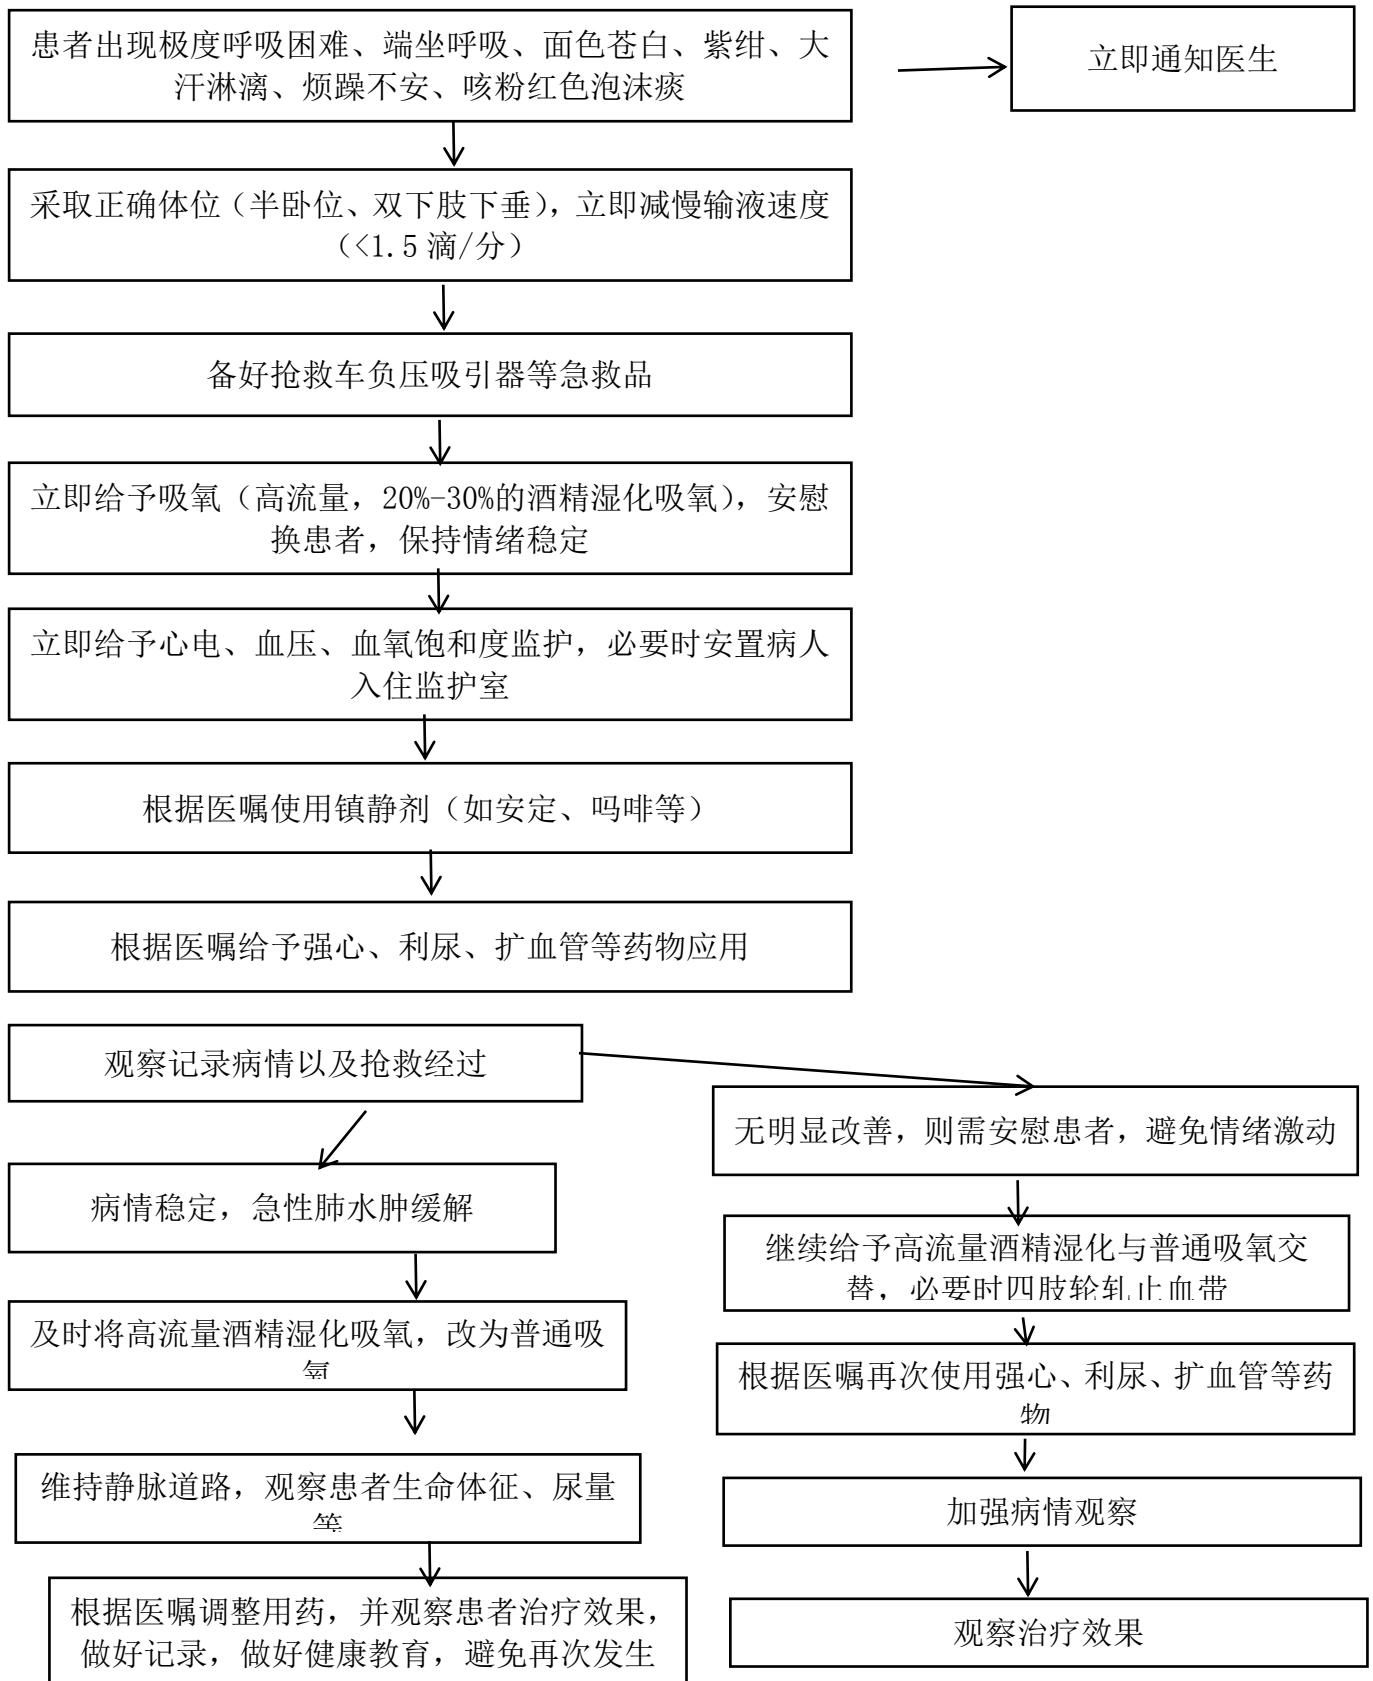 患者出现极度呼吸困难、端坐呼吸、面色苍白、紫绀、大
汗淋漓、烦躁不安、咳粉红色泡沫痰
立即通知医生
采取正确体位（半卧位、双下肢下垂），立即减慢输液速度
（<1.5滴/分）
备好抢救车负压吸引器等急救品
立即给予吸氧（高流量，20%-30%的酒精湿化吸氧），安慰
换患者，保持情绪稳定
立即给予心电、血压、血氧饱和度监护，必要时安置病人
入住监护室
根据医嘱使用镇静剂（如安定、吗啡等）
根据医嘱给予强心、利尿、扩血管等药物应用
观察记录病情以及抢救经过
病情稳定，急性肺水肿缓解
及时将高流量酒精湿化吸氧，改为普通吸
氧
维持静脉道路，观察患者生命体征、尿量
等
根据医嘱调整用药，并观察患者治疗效果，
做好记录，做好健康教育，避免再次发生
无明显改善，则需安慰患者，避免情绪激动
继续给予高流量酒精湿化与普通吸氧交
替，必要时四肢轮轧止血带
根据医嘱再次使用强心、利尿、扩血管等药
物
加强病情观察
观察治疗效果